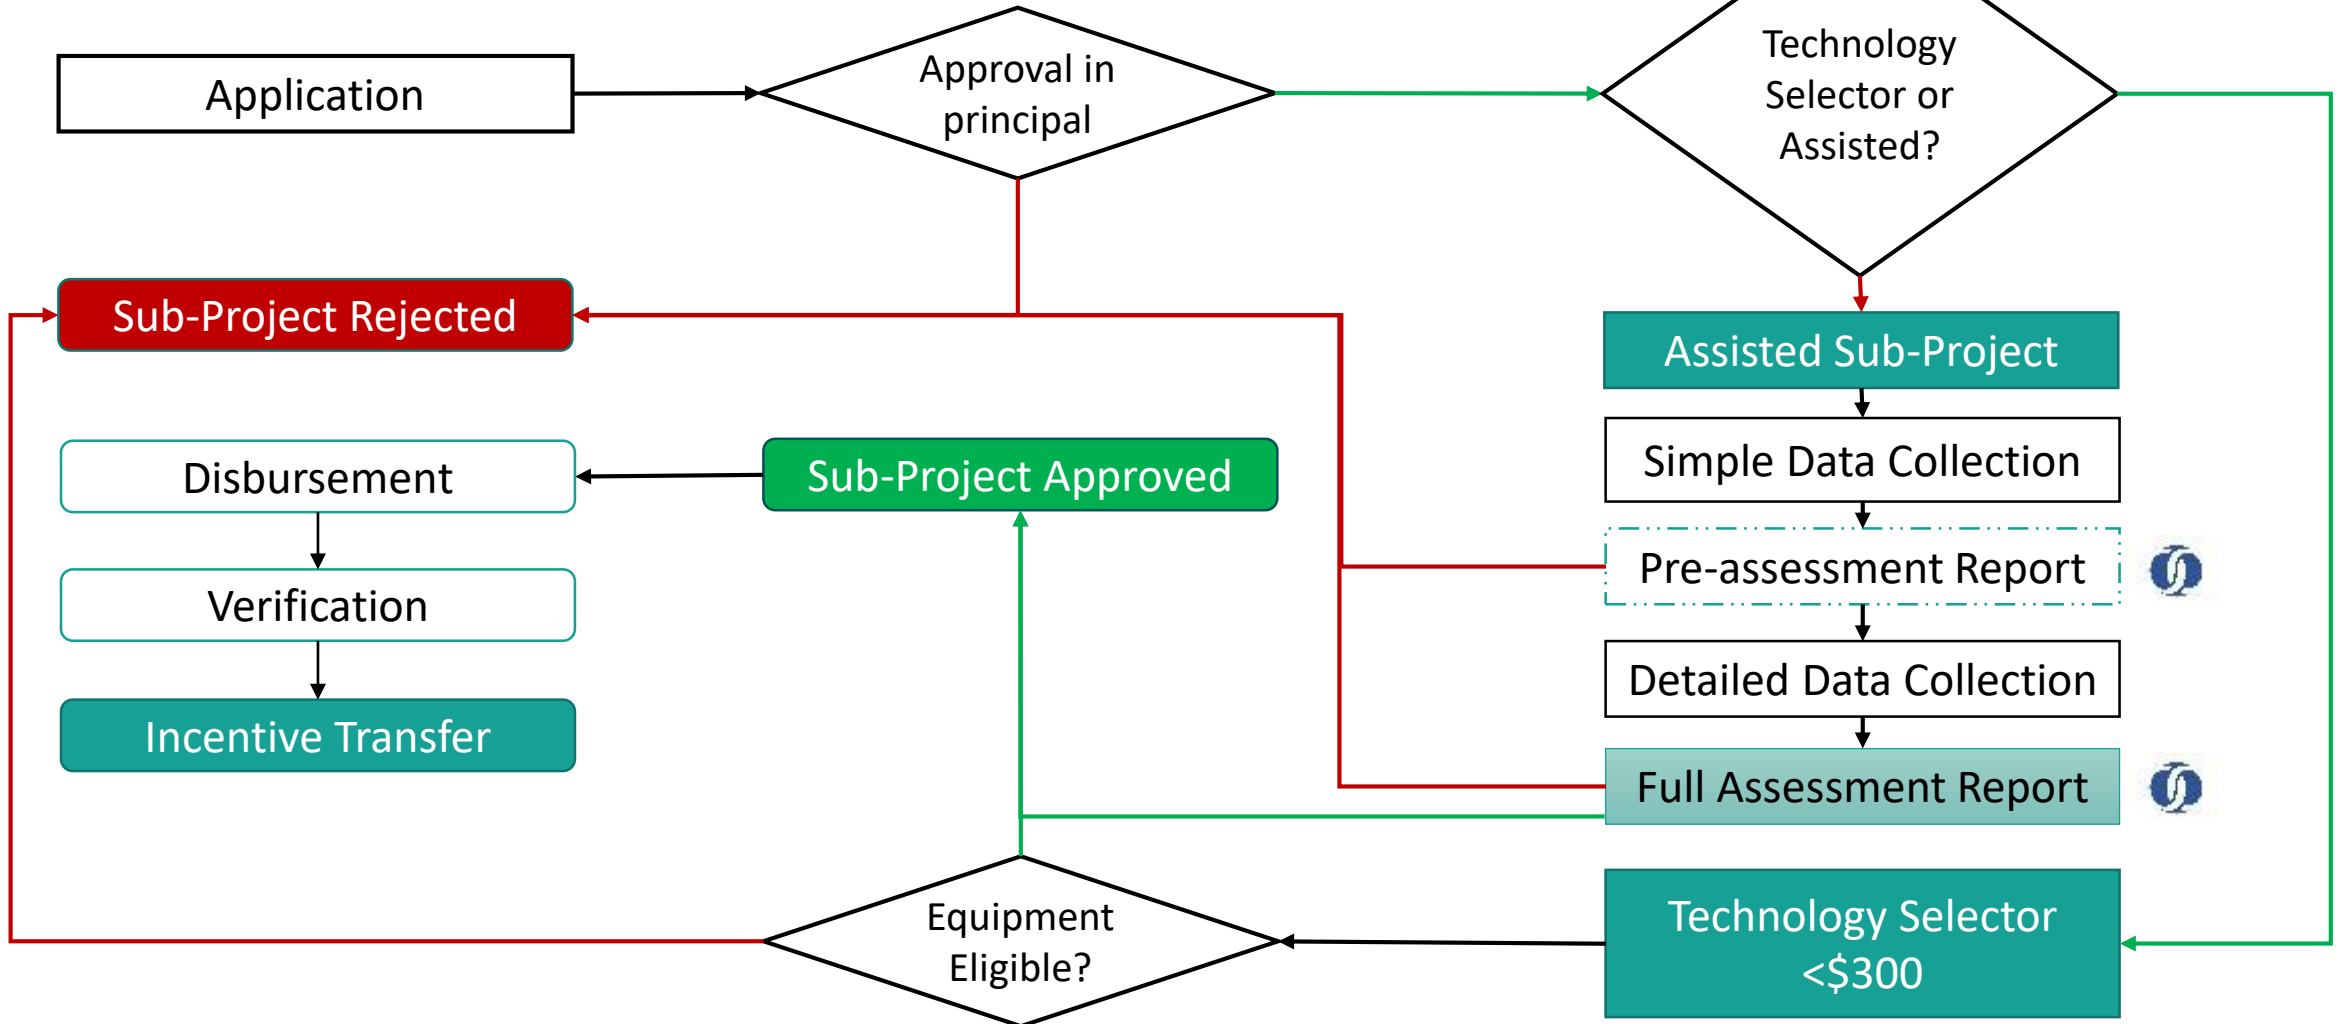 Application
Approval in
principal
Technology
Selector or
Assisted?
Sub-Project Rejected
Assisted Sub-Project
Simple Data Collection
Disbursement
Sub-Project Approved
Pre-assessment Report
Verification
Detailed Data Collection
Incentive Transfer
Full Assessment Report
Equipment
Eligible?
Technology Selector
<$300